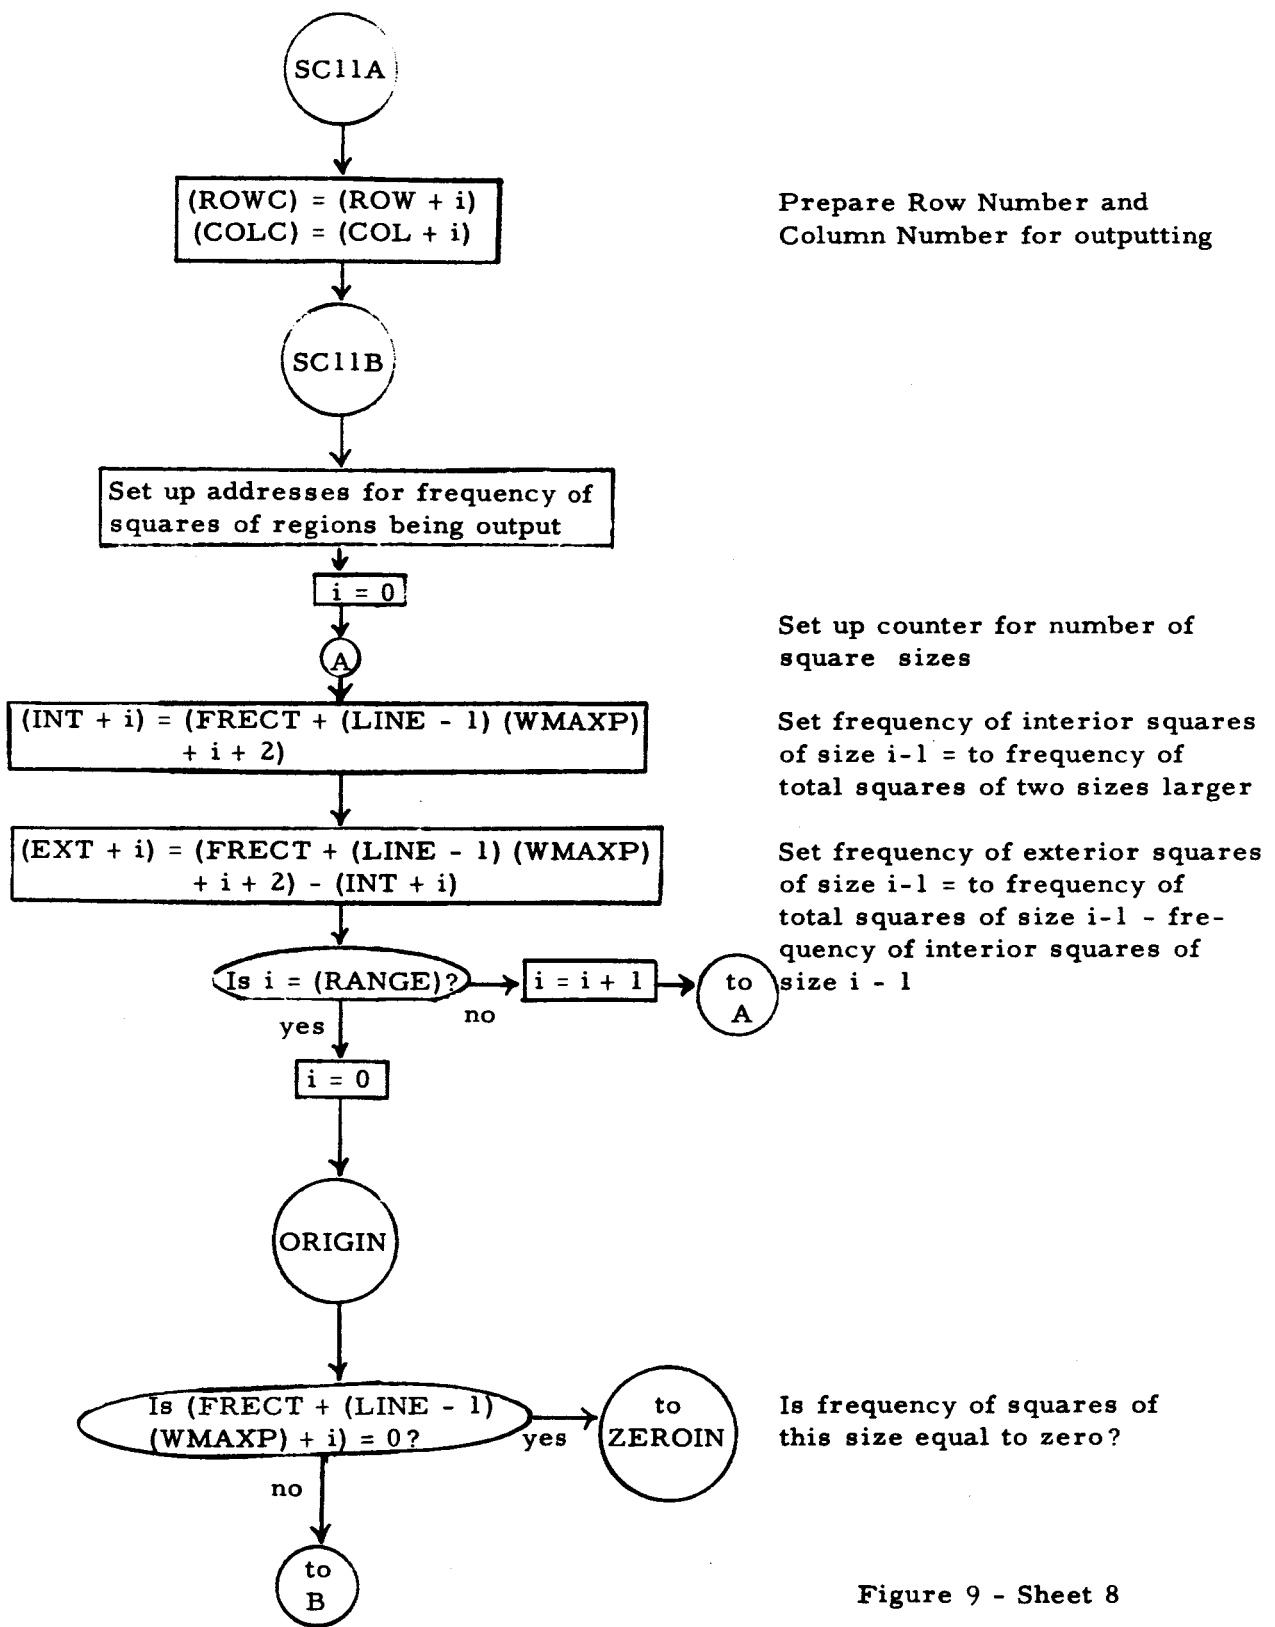 SC11A
(ROWC) = (ROW + i)
(COLC) = (COL + i)
Prepare Row Number and
Column Number for outputting
SC11B
Set up addresses for frequency of
squares of regions being output
i = 0
Set up counter for number of
square sizes
A
(INT + i) = (FRECT + (LINE - 1) (WMAXP)
+ i + 2)
Set frequency of interior squares
of size i-1 = to frequency of
total squares of two sizes larger
(EXT + i) = (FRECT + (LINE - 1) (WMAXP)
+ i + 2) - (INT + i)
Set frequency of exterior squares
of size i-1 = to frequency of
total squares of size i-1 - fre-
quency of interior squares of
size i - 1
Is i = (RANGE)?
no
i = i + 1
to
A
yes
i = 0
ORIGIN
Is (FRECT + (LINE - 1)
(WMAXP) + i) = 0?
yes
to
ZEROIN
Is frequency of squares of
this size equal to zero?
no
to
B
Figure 9 - Sheet 8